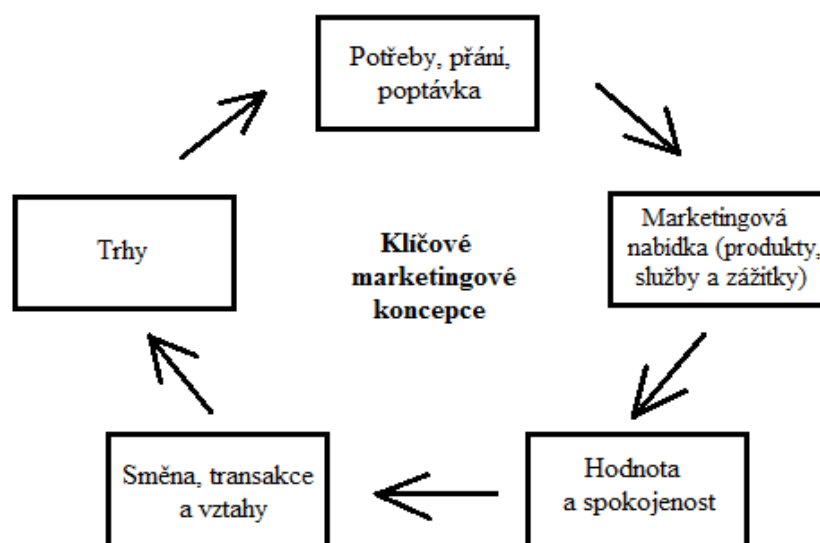 Potřeby, přání,
poptávka
Marketingová
nabídka (produkty,
služby a zážitky)
Hodnota
a spokojenost
Směna, transakce
a vztahy
Trhy
Klíčové
marketingové
koncepce